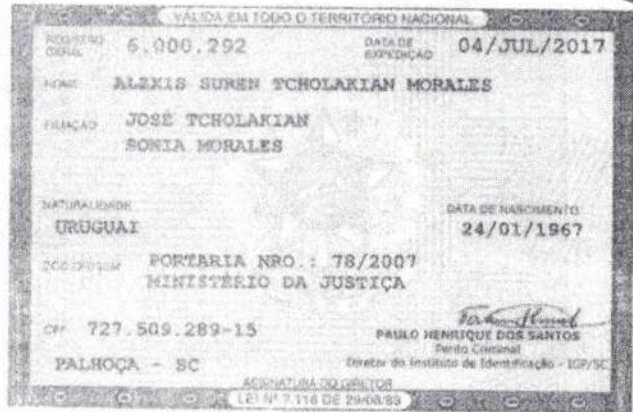 VÁLIDA EM TODO O TERRITÓRIO NACIONAL
REGISTRO GERAL 6.000.292 DATA DE EXPEDIÇÃO 04/JUL/2017
NOME ALEXIS SUREN TCHOLAKIAN MORALES
FILIAÇÃO JOSÉ TCHOLAKIAN
SONIA MORALES
NATURALIDADE DATA DE NASCIMENTO
URUGUAI 24/01/1967
DOC ORIGEM PORTARIA NRO.: 78/2007
MINISTÉRIO DA JUSTIÇA
CPF 727.509.289-15
PAULO HENRIQUE DOS SANTOS
Perito Criminal
PALHOÇA - SC Diretor do Instituto de Identificação - IGP/SC
ASSINATURA DO DIRETOR
LEI Nº 7.116 DE 29/08/83